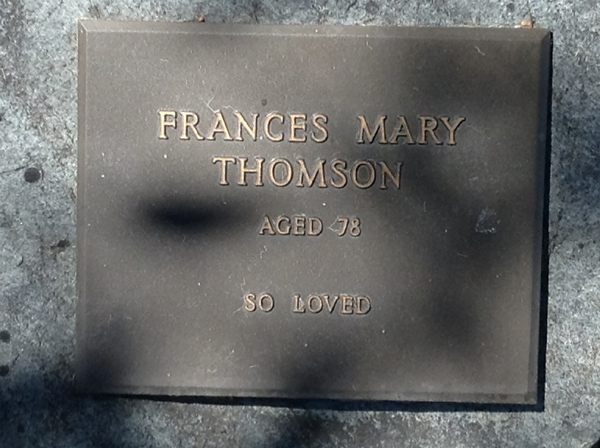 FRANCES MARY
THOMSON
AGED 78
SO LOVED